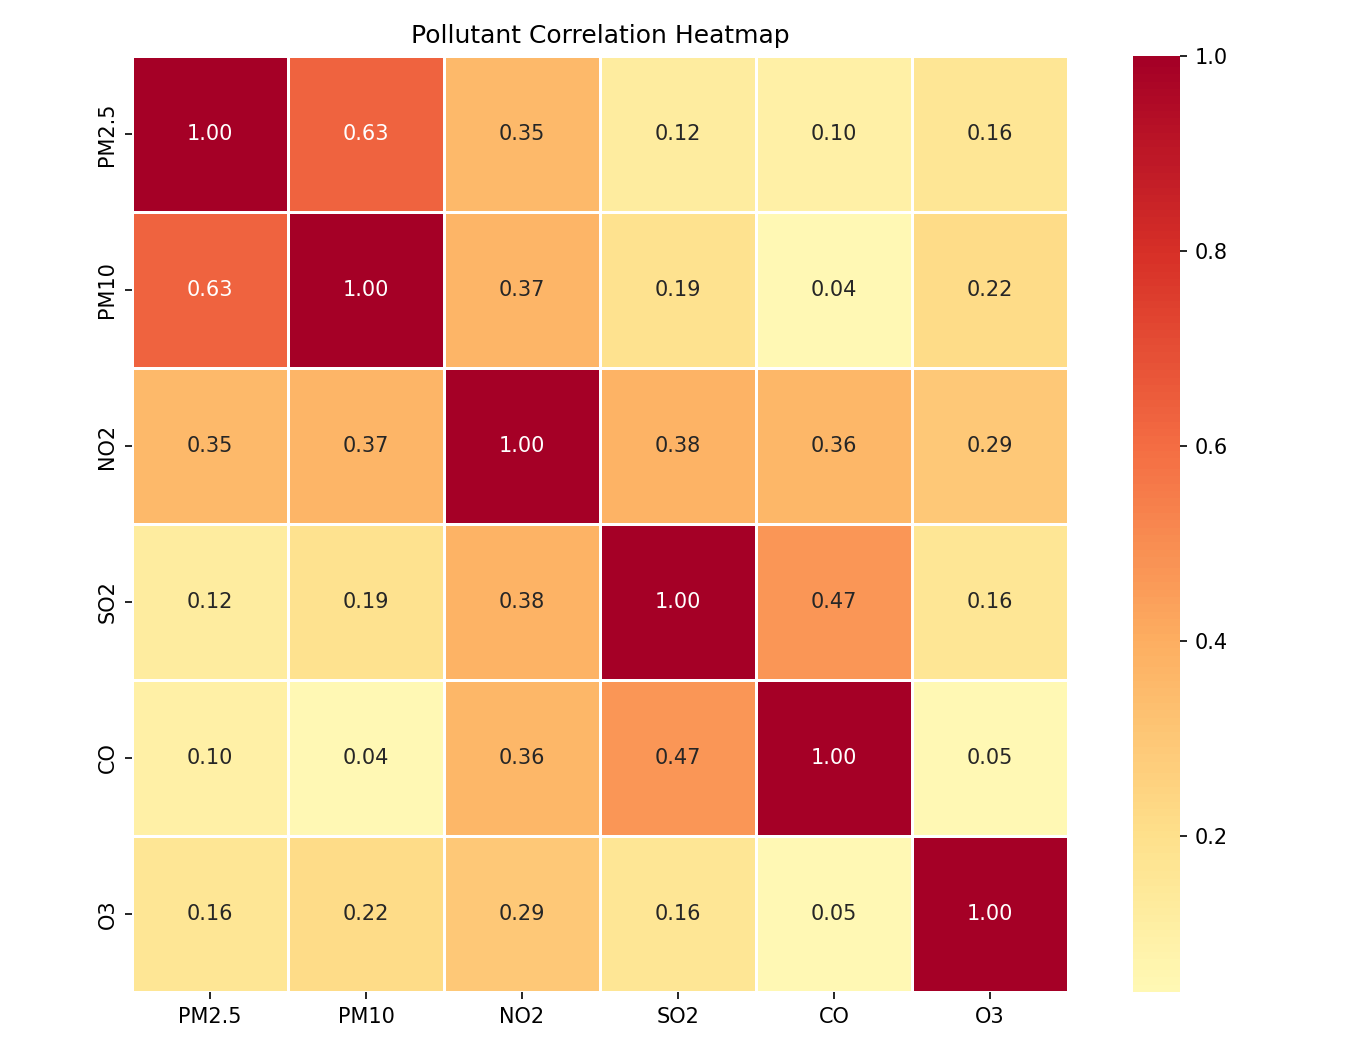 Pollutant Correlation Heatmap
PM2.5 1.00 0.63 0.35 0.12 0.10 0.16
PM10 0.63 1.00 0.37 0.19 0.04 0.22
NO2 0.35 0.37 1.00 0.38 0.36 0.29
SO2 0.12 0.19 0.38 1.00 0.47 0.16
CO 0.10 0.04 0.36 0.47 1.00 0.05
O3 0.16 0.22 0.29 0.16 0.05 1.00
PM2.5 PM10 NO2 SO2 CO O3
1.0
0.8
0.6
0.4
0.2